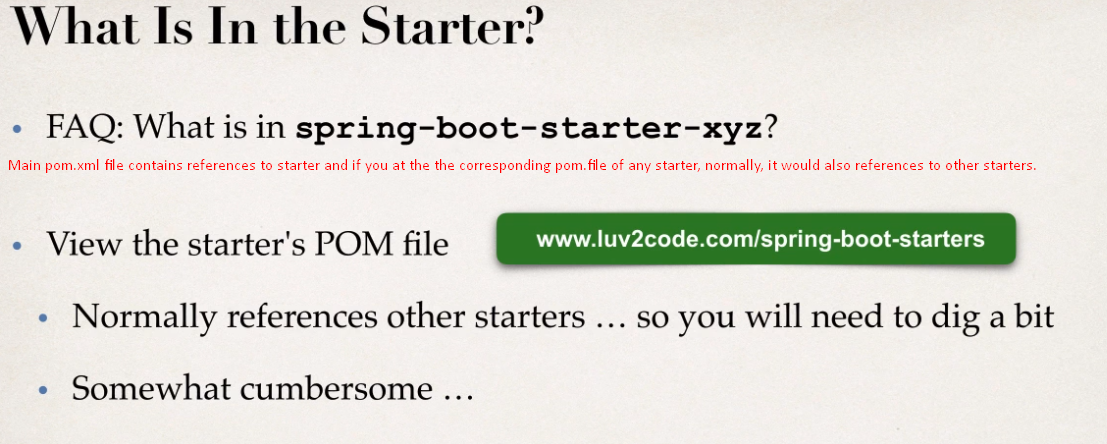 What Is In the Starter?
• FAQ: What is in spring-boot-starter-xyz?
Main pom.xml file contains references to starter and if you at the the corresponding pom.file of any starter, normally, it would also references to other starters.
• View the starter's POM file
www.luv2code.com/spring-boot-starters
• Normally references other starters … so you will need to dig a bit
• Somewhat cumbersome …